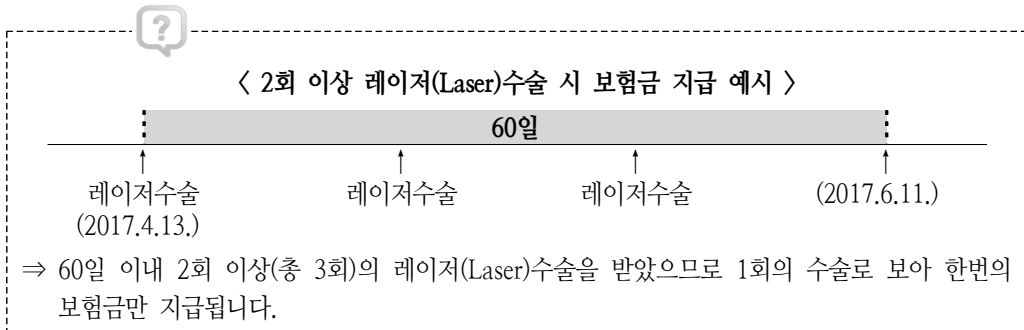 ?
〈 2회 이상 레이저(Laser)수술 시 보험금 지급 예시 〉
60일
레이저수술 레이저수술 레이저수술 (2017.6.11.)
(2017.4.13.)
⇒ 60일 이내 2회 이상(총 3회)의 레이저(Laser)수술을 받았으므로 1회의 수술로 보아 한번의
보험금만 지급됩니다.